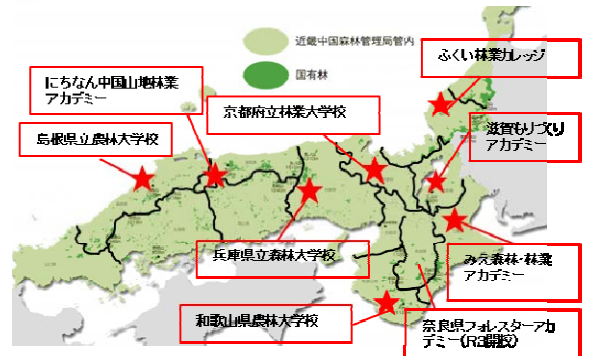 近畿中国森林管理局管内
国有林
ふくい林業カレッジ
にちなん中国山地林業
アカデミー
京都府立林業大学校
滋賀もりづくり
アカデミー
島根県立農林大学校
兵庫県立森林大学校
みえ森林・林業
アカデミー
和歌山県農林大学校
奈良県フォレスターアカ
デミー（R3開校）